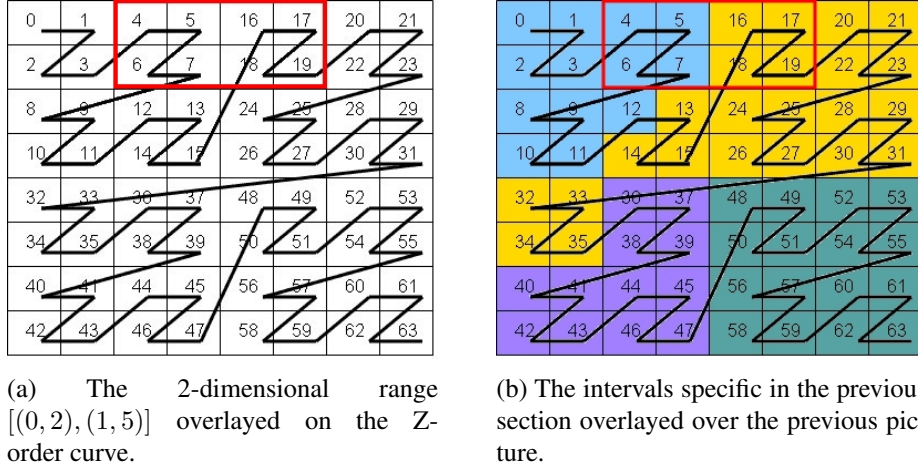 0 1 4 5 16 17 20 21
2 3 6 7 18 19 22 23
8 9 12 13 24 25 28 29
10 11 14 15 26 27 30 31
32 33 36 37 48 49 52 53
34 35 38 39 50 51 54 55
40 41 44 45 56 57 60 61
42 43 46 47 58 59 62 63
(a) The 2-dimensional range
[(0, 2), (1, 5)] overlayed on the Z-
order curve.
0 1 4 5 16 17 20 21
2 3 6 7 18 19 22 23
8 9 12 13 24 25 28 29
10 11 14 15 26 27 30 31
32 33 36 37 48 49 52 53
34 35 38 39 50 51 54 55
40 41 44 45 56 57 60 61
42 43 46 47 58 59 62 63
(b) The intervals specific in the previou
section overlayed over the previous pic
ture.